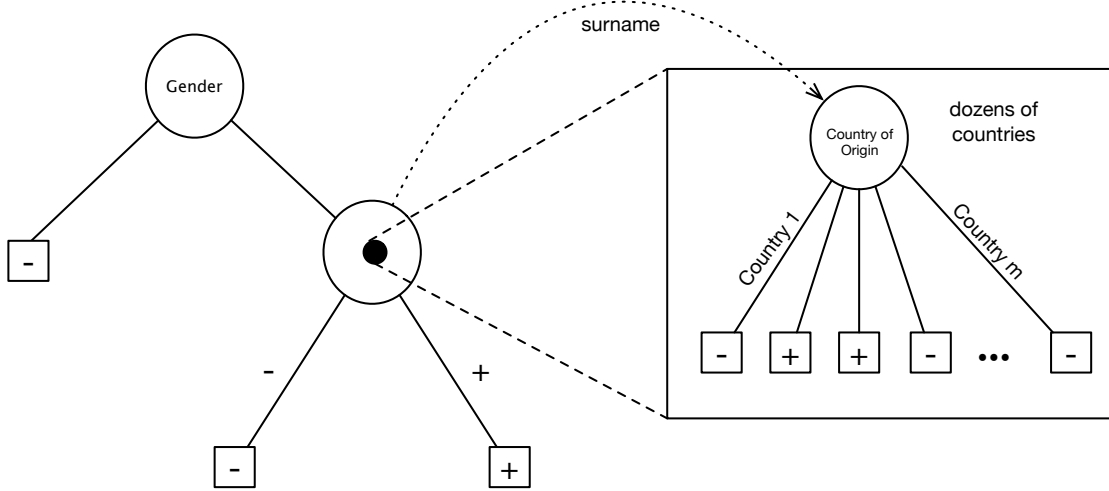 surname
Gender
Country of
Origin
dozens of
countries
Country 1
Country m
-
-
+
+
-
•••
-
-
+
-
+